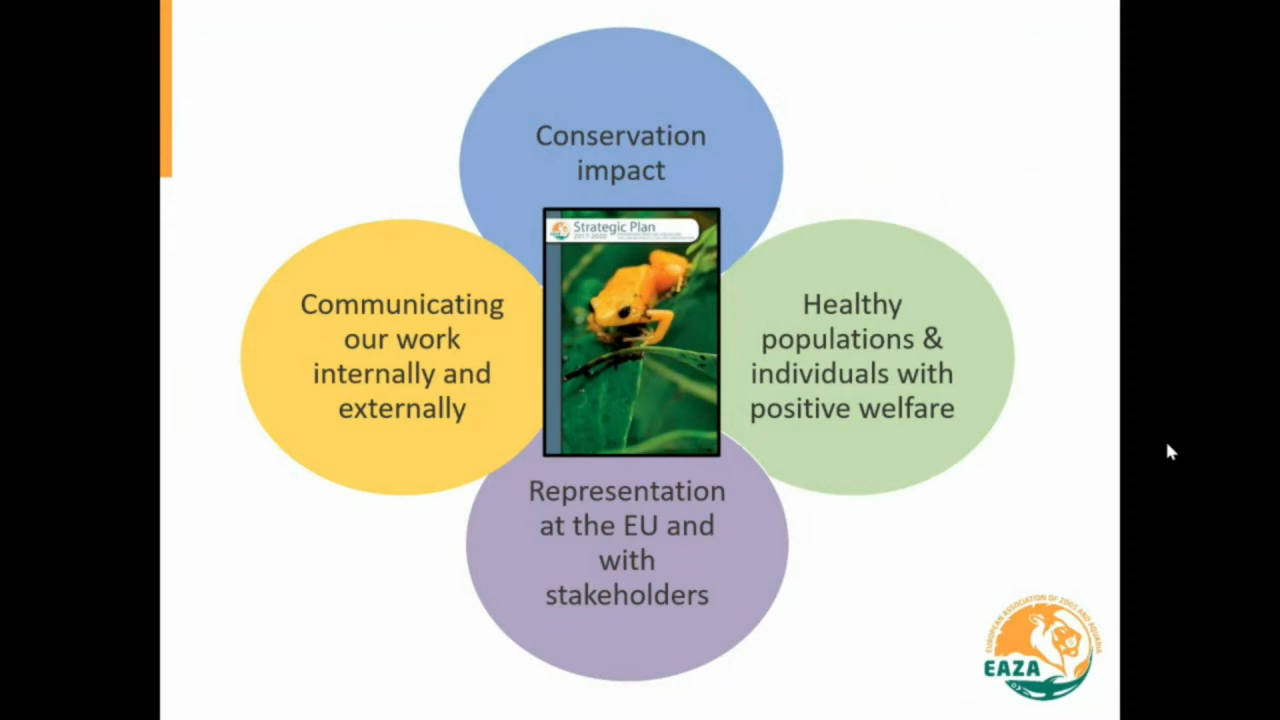 Conservation
impact
Strategic Plan
2017-2020
Communicating
our work
internally and
externally
Healthy
populations &
individuals with
positive welfare
Representation
at the EU and
with
stakeholders
EUROPEAN ASSOCIATION OF ZOOS AND AQUARIA
EAZA